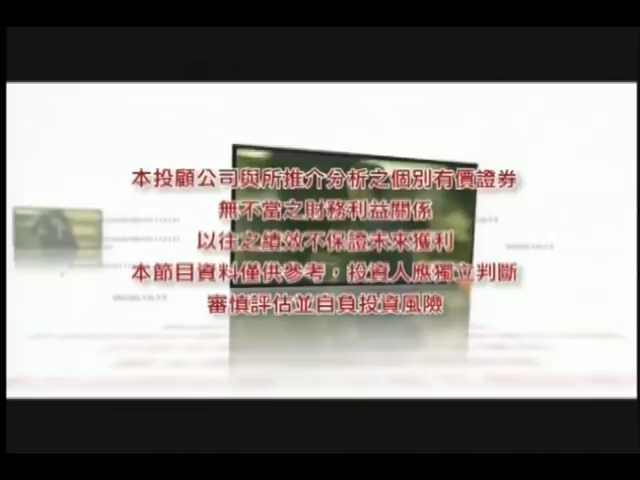 本投顧公司與所推介分析之個別有價證券
無不當之財務利益關係
以往之績效不保證未來獲利
本節目資料僅供參考，投資人應獨立判斷
審慎評估並自負投資風險